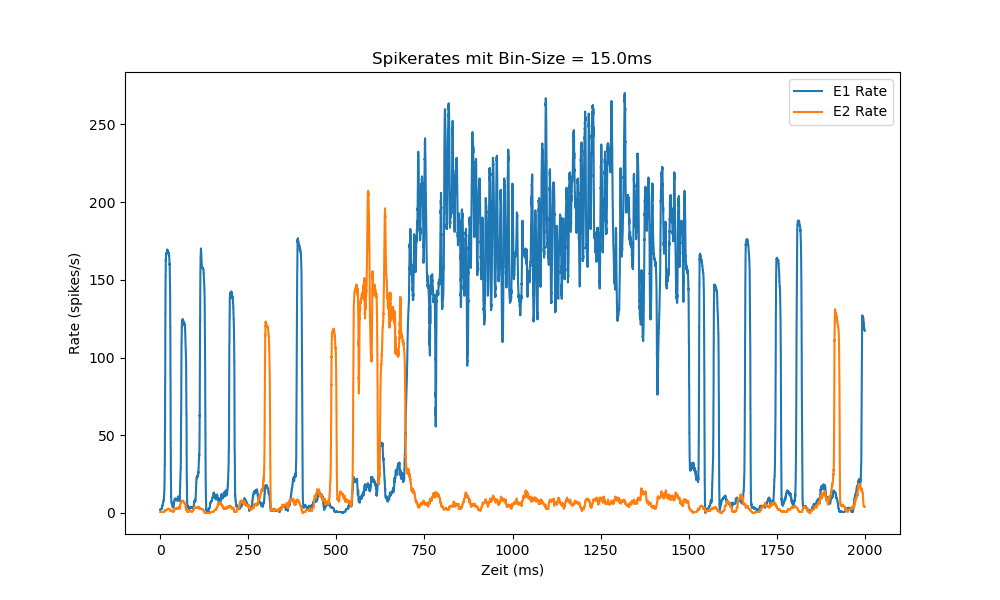 Spikerates mit Bin-Size = 15.0ms
E1 Rate
E2 Rate
Rate (spikes/s)
250
200
150
100
50
0
0 250 500 750 1000 1250 1500 1750 2000
Zeit (ms)